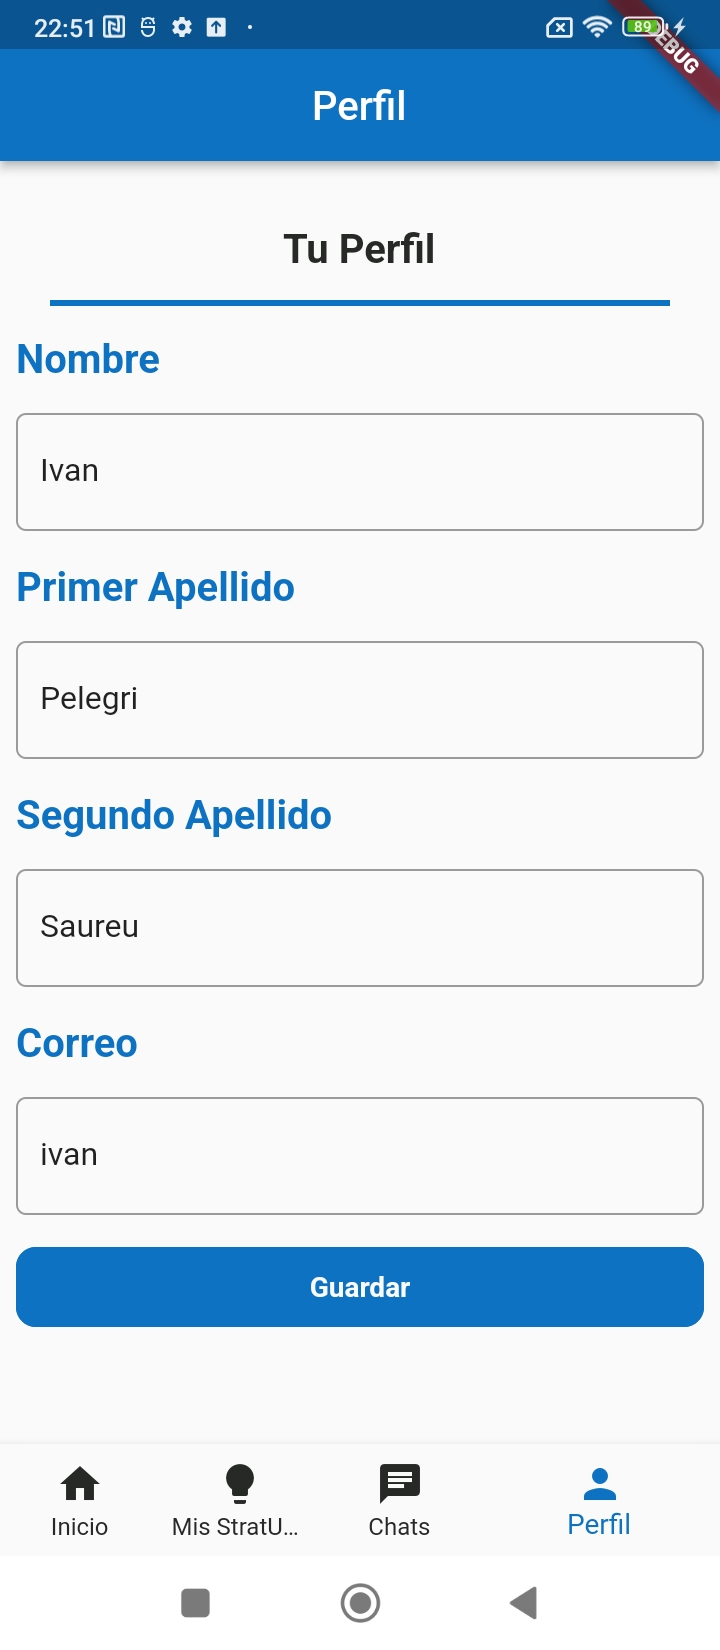 22:51
89
DEBUG
Perfil
Tu Perfil
Nombre
Ivan
Primer Apellido
Pelegri
Segundo Apellido
Saureu
Correo
ivan
Guardar
Inicio
Mis StratU...
Chats
Perfil